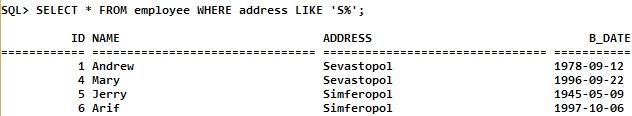 SQL> SELECT * FROM employee WHERE address LIKE 'S%';
ID NAME ADDRESS B_DATE
============ =============================== =============================== ===========
1 Andrew Sevastopol 1978-09-12
4 Mary Sevastopol 1996-09-22
5 Jerry Simferopol 1945-05-09
6 Arif Simferopol 1997-10-06